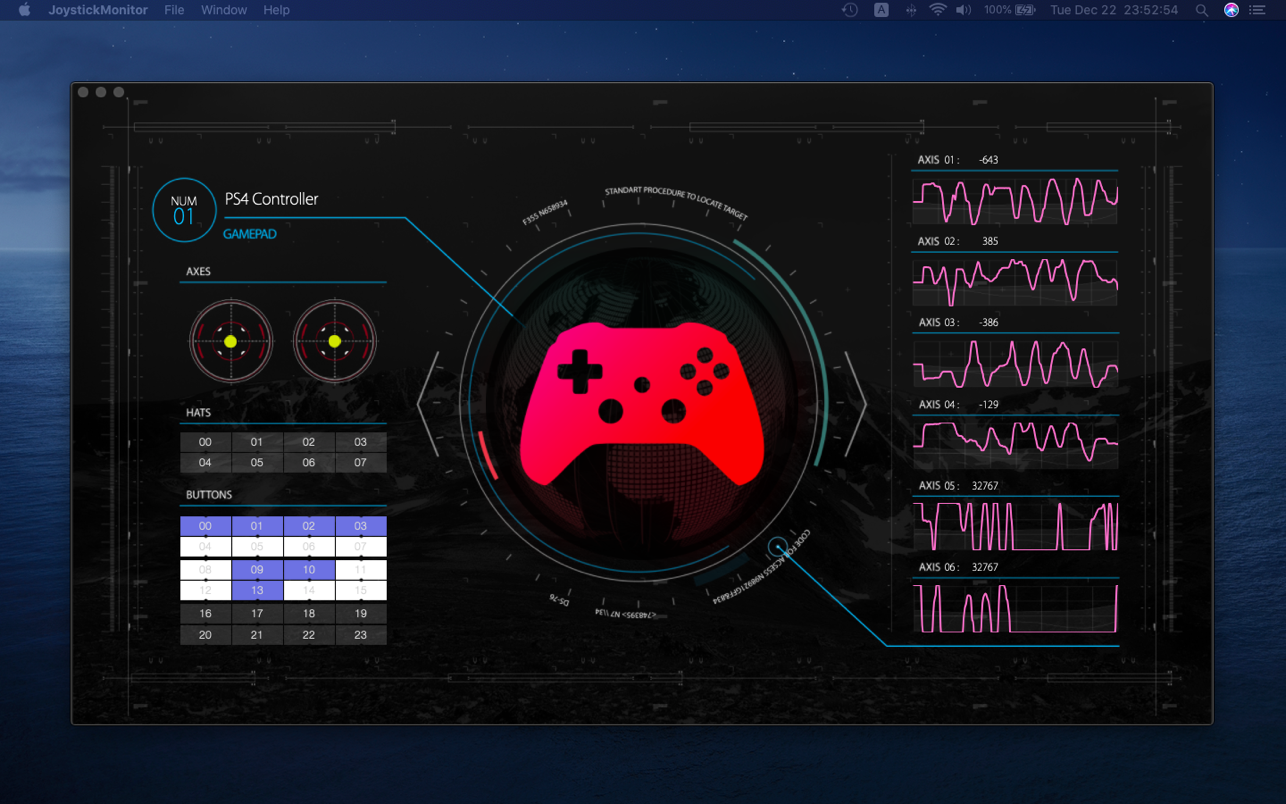 JoystickMonitor File Window Help A 100% Tue Dec 22 23:52:54
NUM
01
PS4 Controller
GAMEPAD
AXES
HATS
00 01 02 03
04 05 06 07
BUTTONS
00 01 02 03
04 05 06 07
08 09 10 11
12 13 14 15
16 17 18 19
20 21 22 23
F355 N658934
STANDART PROCEDURE TO LOCATE TARGET
DS-76
<748395> N7 \\34
CODE FOR ACSESS N98921GFF8834
AXIS 01 : -643
AXIS 02 : 385
AXIS 03 : -386
AXIS 04 : -129
AXIS 05 : 32767
AXIS 06 : 32767